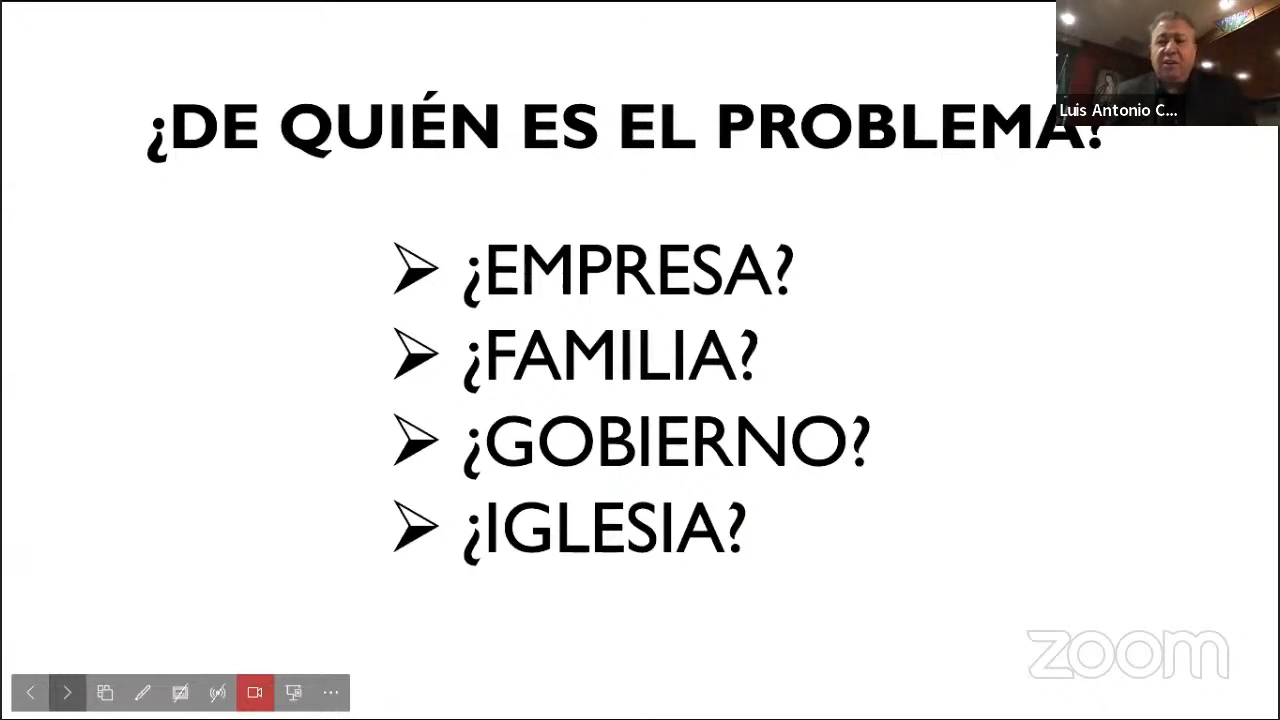 ¿DE QUIÉN ES EL PROBLEMA?
Luis Antonio C...
¿EMPRESA?
¿FAMILIA?
¿GOBIERNO?
¿IGLESIA?
zoom